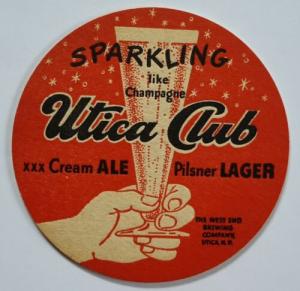 SPARKLING
like
Champagne
Utica Club
xxx Cream ALE Pilsner LAGER
THE WEST END
BREWING
COMPANY,
UTICA, N.Y.